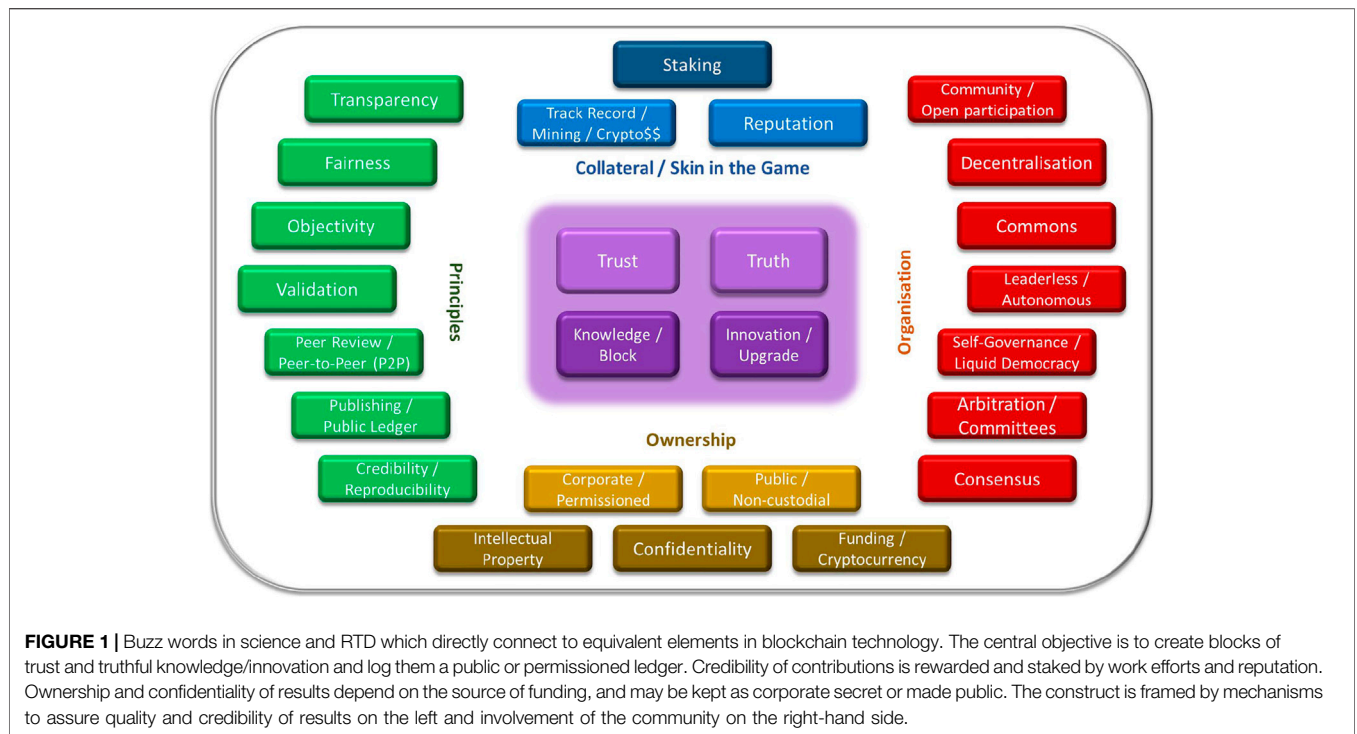 Staking
Track Record /
Mining / Crypto$$
Reputation
Collateral / Skin in the Game
Transparency
Fairness
Objectivity
Validation
Peer Review /
Peer-to-Peer (P2P)
Publishing /
Public Ledger
Credibility /
Reproducibility
Principles
Trust
Truth
Knowledge /
Block
Innovation /
Upgrade
Organisation
Community /
Open participation
Decentralisation
Commons
Leaderless /
Autonomous
Self-Governance /
Liquid Democracy
Arbitration /
Committees
Consensus
Ownership
Corporate /
Permissioned
Public /
Non-custodial
Intellectual
Property
Confidentiality
Funding /
Cryptocurrency
FIGURE 1 | Buzz words in science and RTD which directly connect to equivalent elements in blockchain technology. The central objective is to create blocks of
trust and truthful knowledge/innovation and log them a public or permissioned ledger. Credibility of contributions is rewarded and staked by work efforts and reputation.
Ownership and confidentiality of results depend on the source of funding, and may be kept as corporate secret or made public. The construct is framed by mechanisms
to assure quality and credibility of results on the left and involvement of the community on the right-hand side.